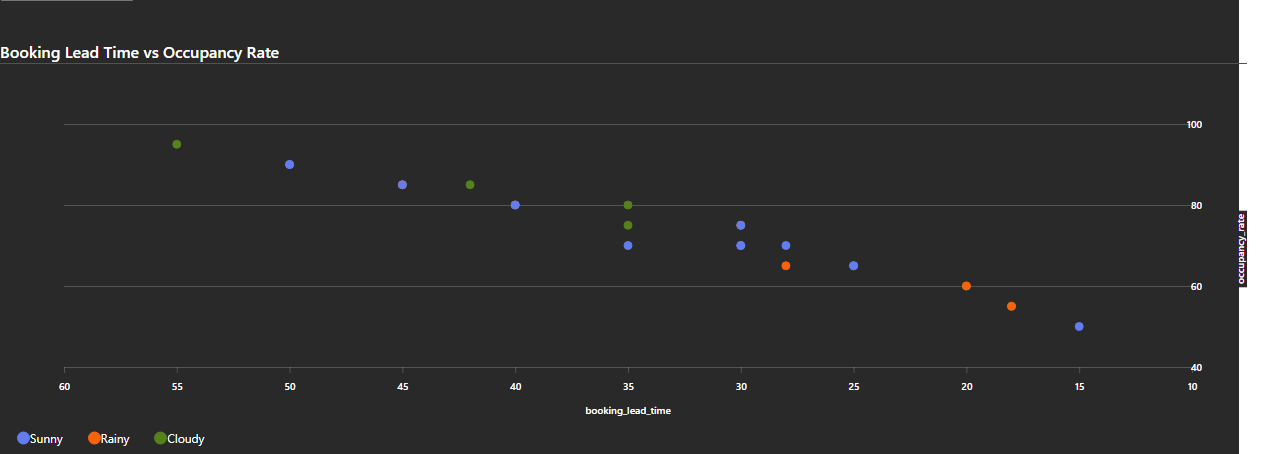 Booking Lead Time vs Occupancy Rate
100
80
60
40
occupancy_rate
60 55 50 45 40 35 30 25 20 15 10
booking_lead_time
Sunny Rainy Cloudy